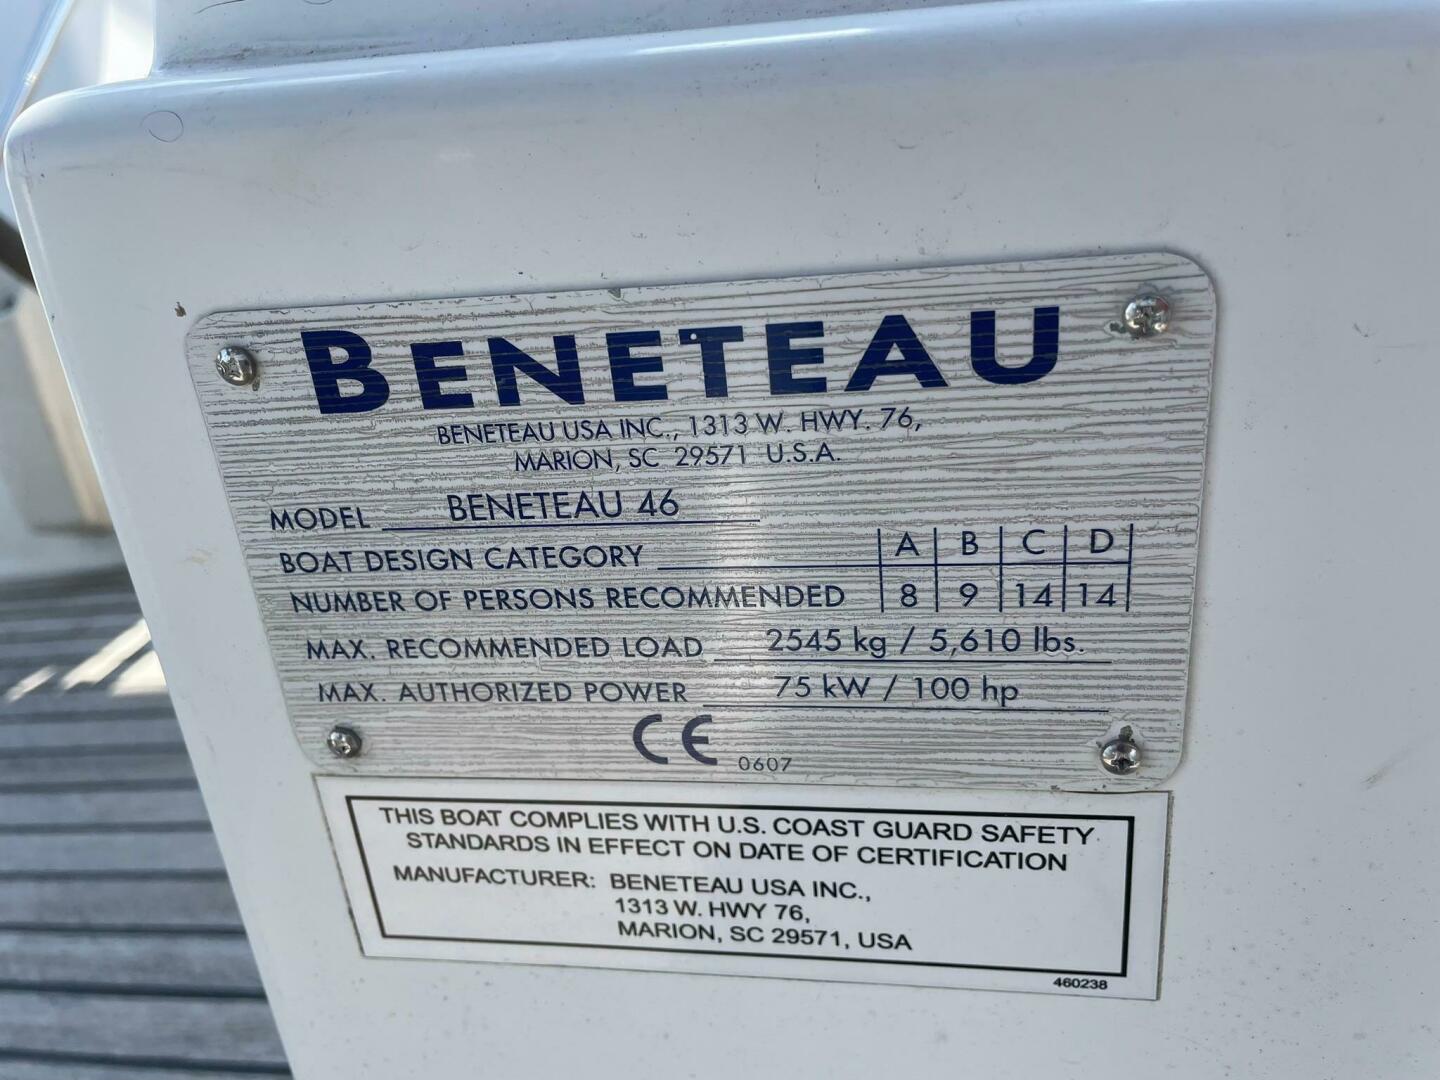 BENETEAU
BENETEAU USA INC., 1313 W. HWY. 76,
MARION, SC 29571 U.S.A.
MODEL BENETEAU 46
BOAT DESIGN CATEGORY A B C D
NUMBER OF PERSONS RECOMMENDED 8 9 14 14
MAX. RECOMMENDED LOAD 2545 kg / 5,610 lbs.
MAX. AUTHORIZED POWER 75 kW / 100 hp
CE 0607
THIS BOAT COMPLIES WITH U.S. COAST GUARD SAFETY
STANDARDS IN EFFECT ON DATE OF CERTIFICATION
MANUFACTURER: BENETEAU USA INC.,
1313 W. HWY 76,
MARION, SC 29571, USA
460238